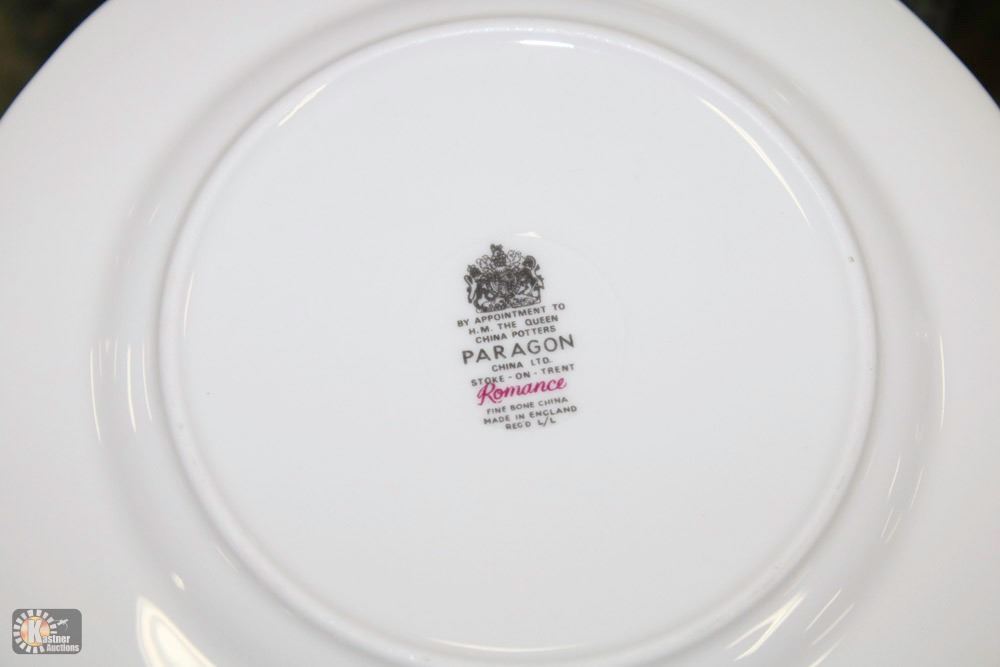 BY APPOINTMENT TO
H.M. THE QUEEN
CHINA POTTERS
PARAGON
CHINA LTD.
STOKE-ON-TRENT
Romance
FINE BONE CHINA
MADE IN ENGLAND
REG'D L/L
Kastner
Auctions